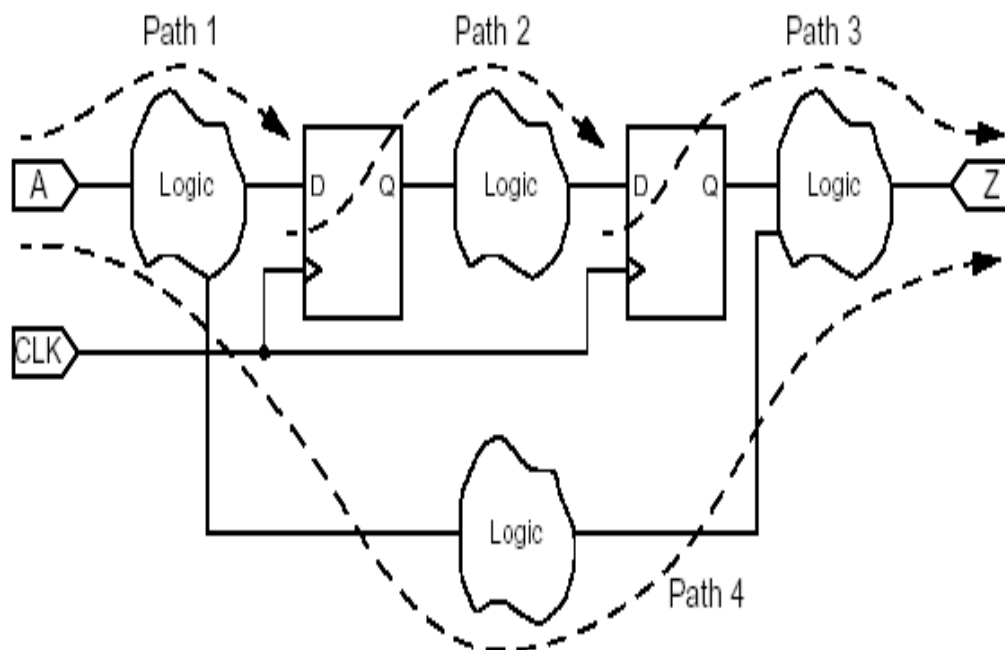 Path 1
Path 2
Path 3
A
Logic
D
Q
Logic
D
Q
Logic
Z
CLK
Logic
Path 4